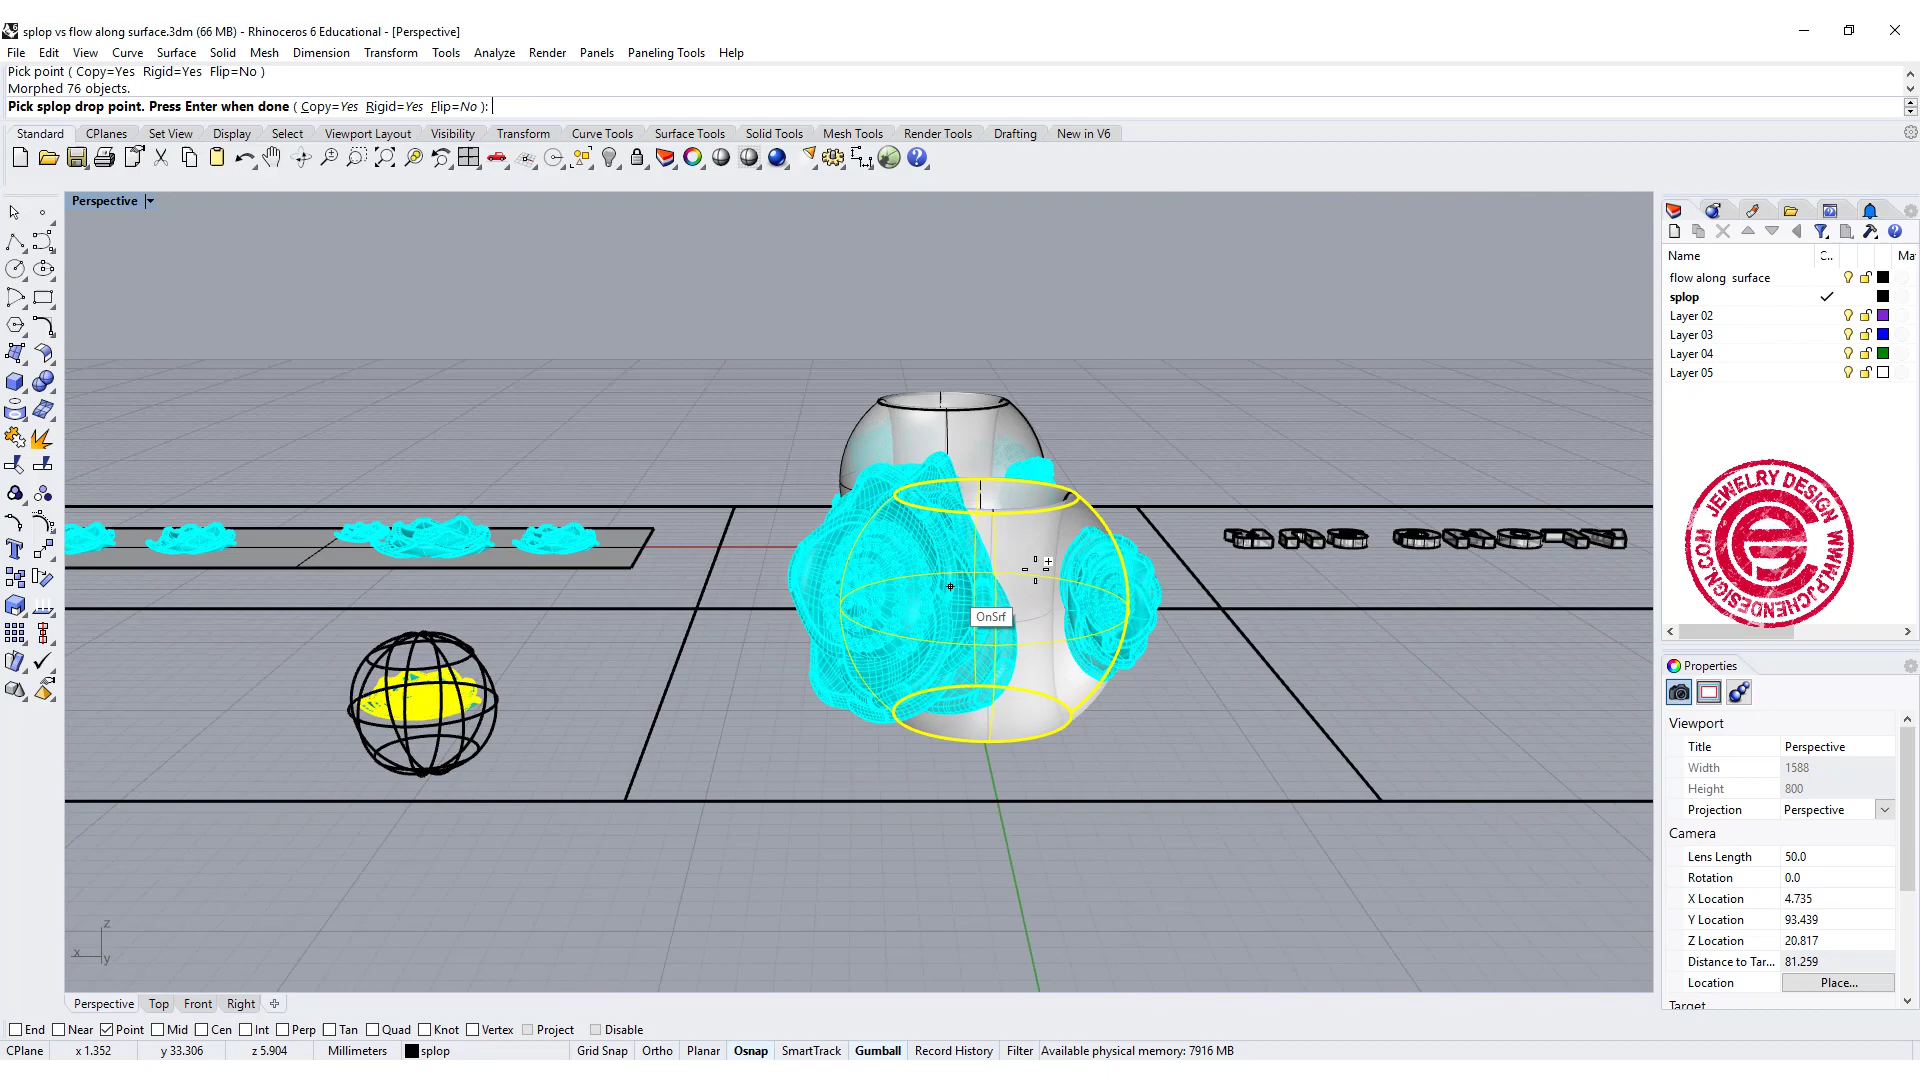 splop vs flow along surface.3dm (66 MB) - Rhinoceros 6 Educational - [Perspective]
File Edit View Curve Surface Solid Mesh Dimension Transform Tools Analyze Render Panels Paneling Tools Help
Pick point ( Copy=Yes Rigid=Yes Flip=No )
Morphed 76 objects.
Pick splop drop point. Press Enter when done ( Copy=Yes Rigid=Yes Flip=No ):
Standard CPlanes Set View Display Select Viewport Layout Visibility Transform Curve Tools Surface Tools Solid Tools Mesh Tools Render Tools Drafting New in V6
Perspective
Name C.. Ma
flow along surface
splop
Layer 02
Layer 03
Layer 04
Layer 05
JEWELRY DESIGN
WWW.PJCHENDESIGN.COM
OnSrf
Properties
Viewport
Title Perspective
Width 1588
Height 800
Projection Perspective
Camera
Lens Length 50.0
Rotation 0.0
X Location 4.735
Y Location 93.439
Z Location 20.817
Distance to Tar... 81.259
Location Place...
Target
z
x
y
Perspective Top Front Right
End Near Point Mid Cen Int Perp Tan Quad Knot Vertex Project Disable
CPlane x 1.352 y 33.306 z 5.904 Millimeters splop Grid Snap Ortho Planar Osnap SmartTrack Gumball Record History Filter Available physical memory: 7916 MB